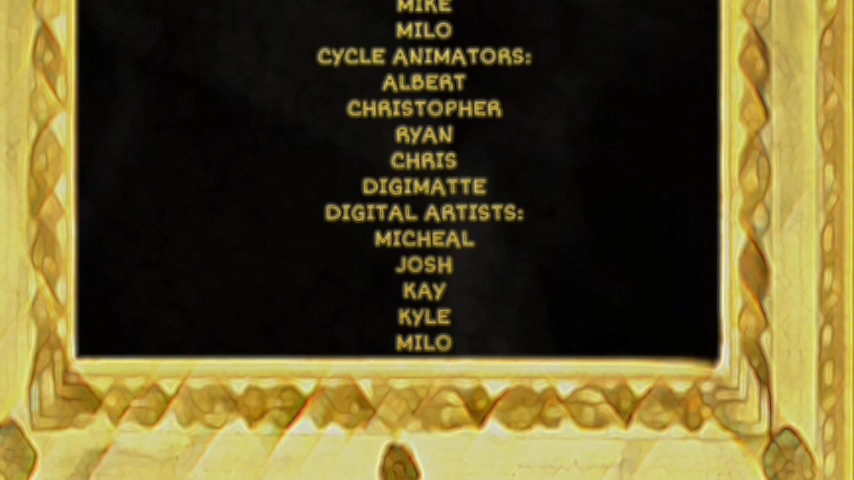 MIKE
MILO
CYCLE ANIMATORS:
ALBERT
CHRISTOPHER
RYAN
CHRIS
DIGIMATTE
DIGITAL ARTISTS:
MICHEAL
JOSH
KAY
KYLE
MILO